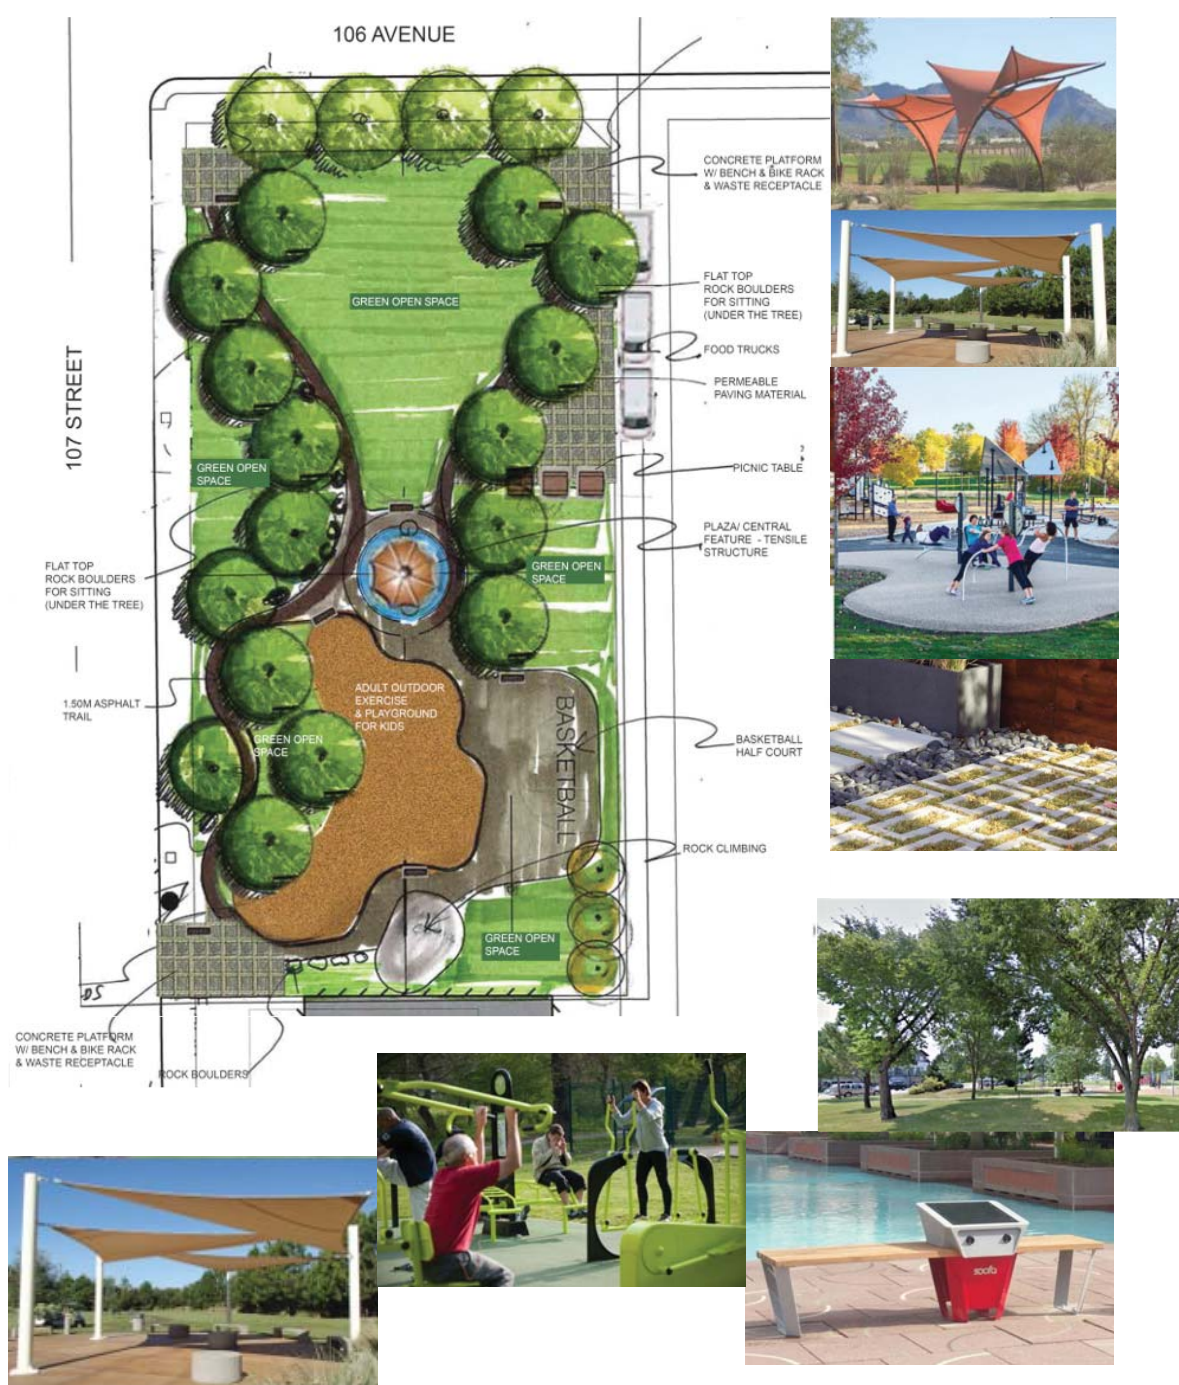 106 AVENUE
CONCRETE PLATFORM
W/ BENCH & BIKE RACK
& WASTE RECEPTACLE
107 STREET
FLAT TOP
ROCK BOULDERS
FOR SITTING
(UNDER THE TREE)
GREEN OPEN SPACE
FOOD TRUCKS
PERMEABLE
PAVING MATERIAL
GREEN OPEN
SPACE
PICNIC TABLE
PLAZA/ CENTRAL
FEATURE - TENSILE
STRUCTURE
FLAT TOP
ROCK BOULDERS
FOR SITTING
(UNDER THE TREE)
GREEN OPEN
SPACE
1.50M ASPHALT
TRAIL
ADULT OUTDOOR
EXERCISE
& PLAYGROUND
FOR KIDS
GREEN OPEN
SPACE
BASKETBALL
BASKETBALL
HALF COURT
ROCK CLIMBING
GREEN OPEN
SPACE
CONCRETE PLATFORM
W/ BENCH & BIKE RACK
& WASTE RECEPTACLE
ROCK BOULDERS
soofa